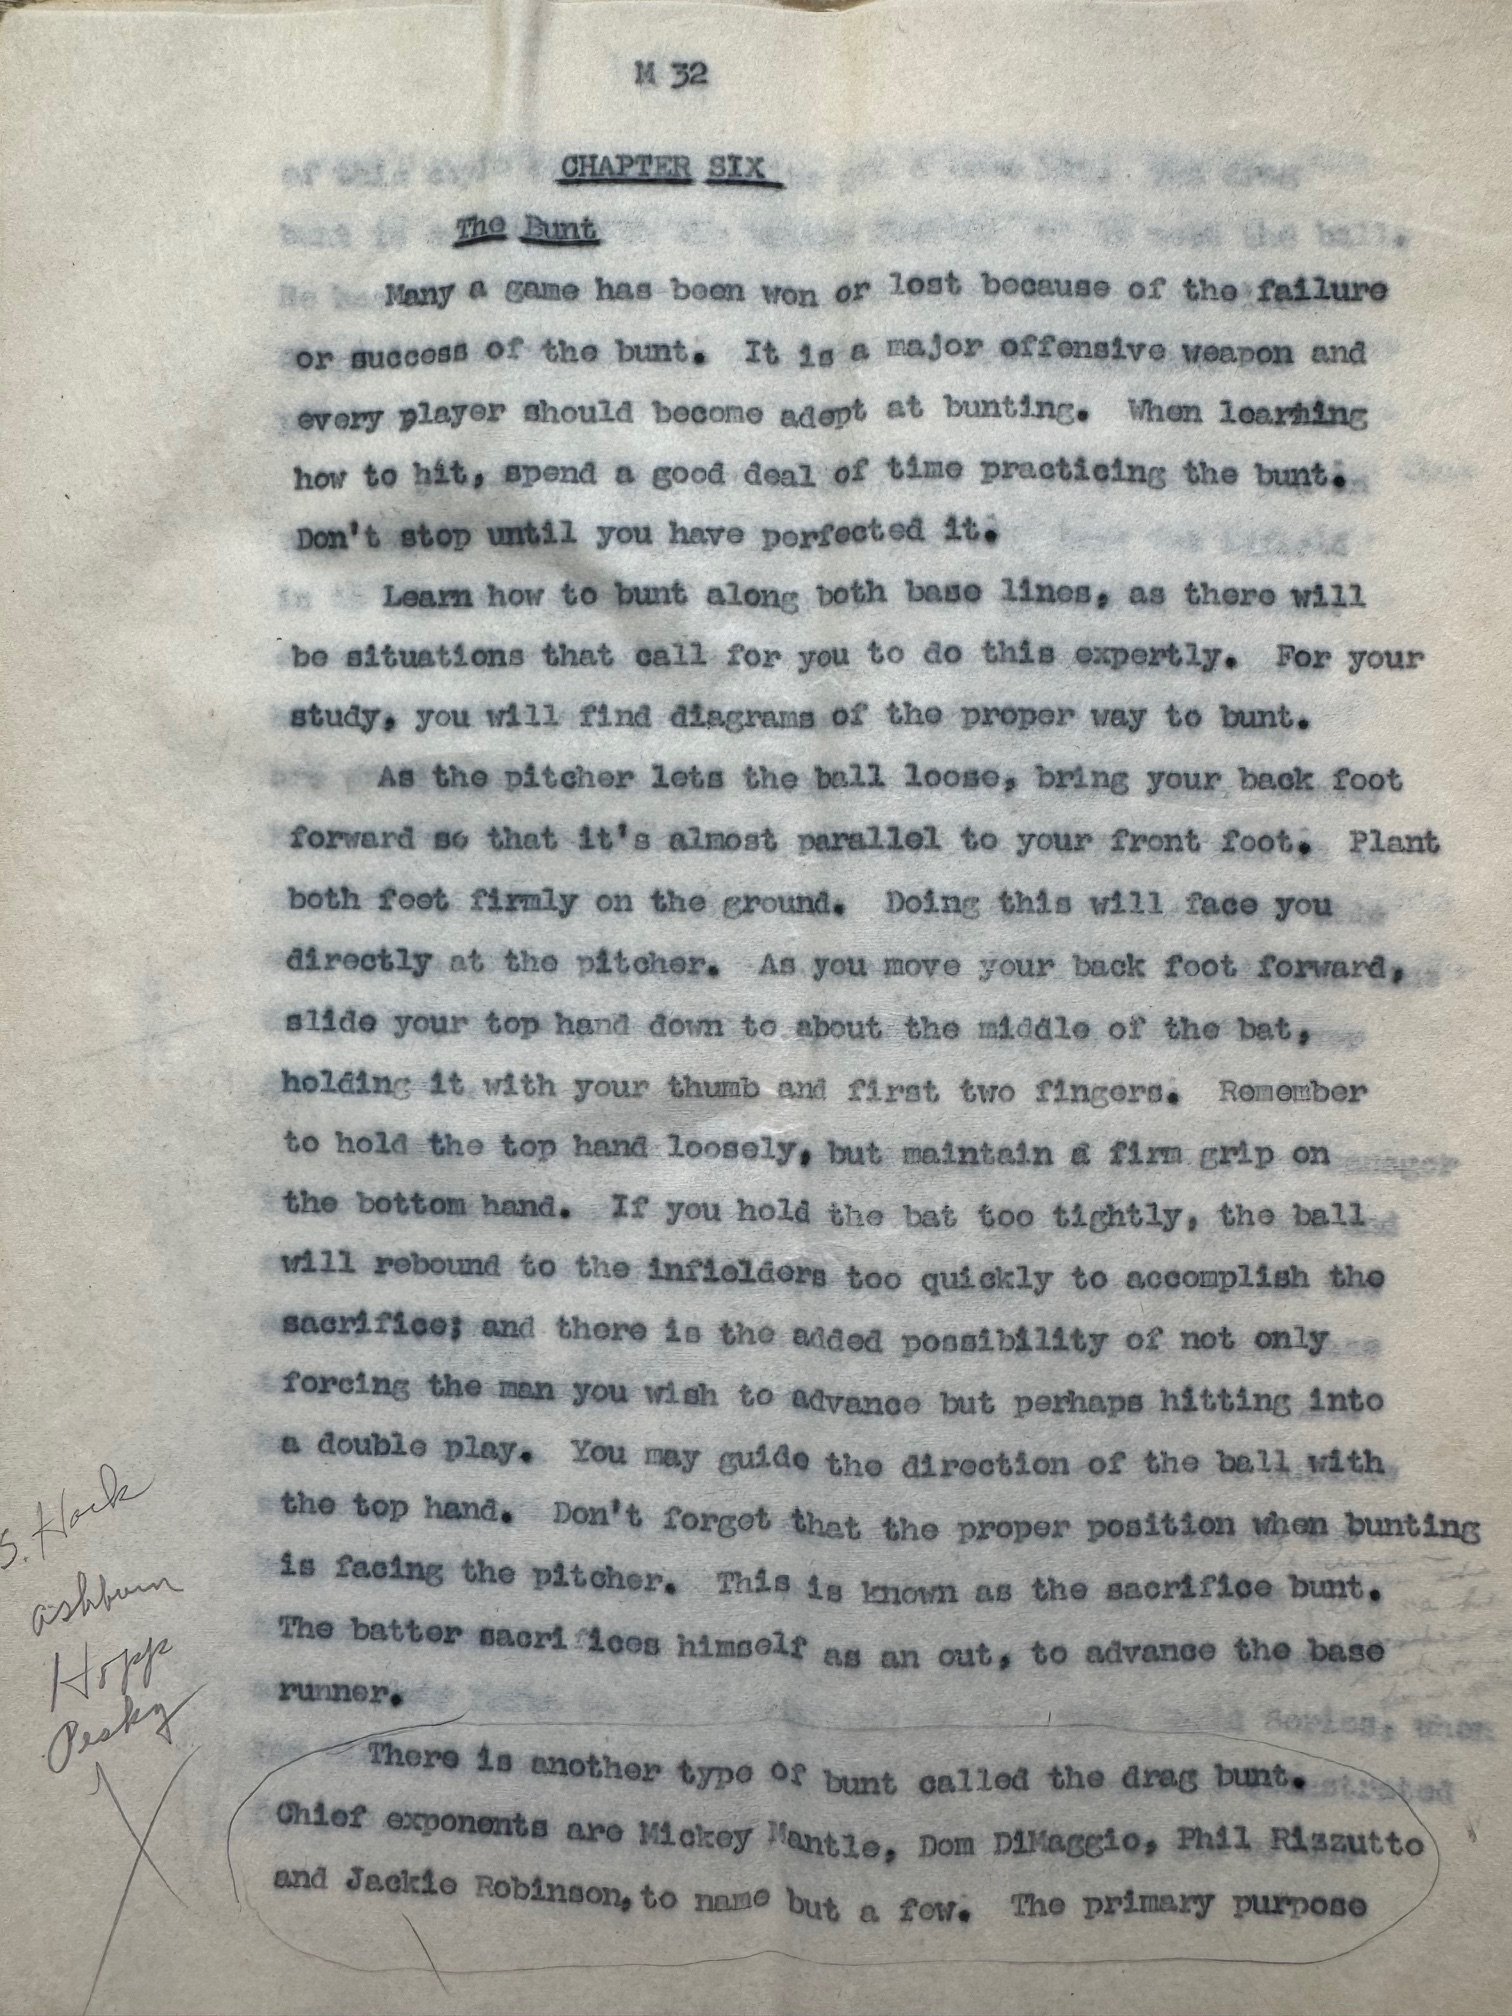 M 32
CHAPTER SIX
The Bunt
Many a game has been won or lost because of the failure
or success of the bunt. It is a major offensive weapon and
every player should become adept at bunting. When learning
how to hit, spend a good deal of time practicing the bunt.
Don't stop until you have perfected it.
Learn how to bunt along both base lines, as there will
be situations that call for you to do this expertly. For your
study, you will find diagrams of the proper way to bunt.
As the pitcher lets the ball loose, bring your back foot
forward so that it's almost parallel to your front foot. Plant
both feet firmly on the ground. Doing this will face you
directly at the pitcher. As you move your back foot forward,
slide your top hand down to about the middle of the bat,
holding it with your thumb and first two fingers. Remember
to hold the top hand loosely, but maintain a firm grip on
the bottom hand. If you hold the bat too tightly, the ball
will rebound to the infielders too quickly to accomplish the
sacrifice; and there is the added possibility of not only
forcing the man you wish to advance but perhaps hitting into
a double play. You may guide the direction of the ball with
the top hand. Don't forget that the proper position when bunting
is facing the pitcher. This is known as the sacrifice bunt.
The batter sacrifices himself as an out, to advance the base
runner.
There is another type of bunt called the drag bunt.
Chief exponents are Mickey Mantle, Dom DiMaggio, Phil Rizzutto
and Jackie Robinson, to name but a few. The primary purpose
S. Hack
Ashburn
Hopp
Pesky